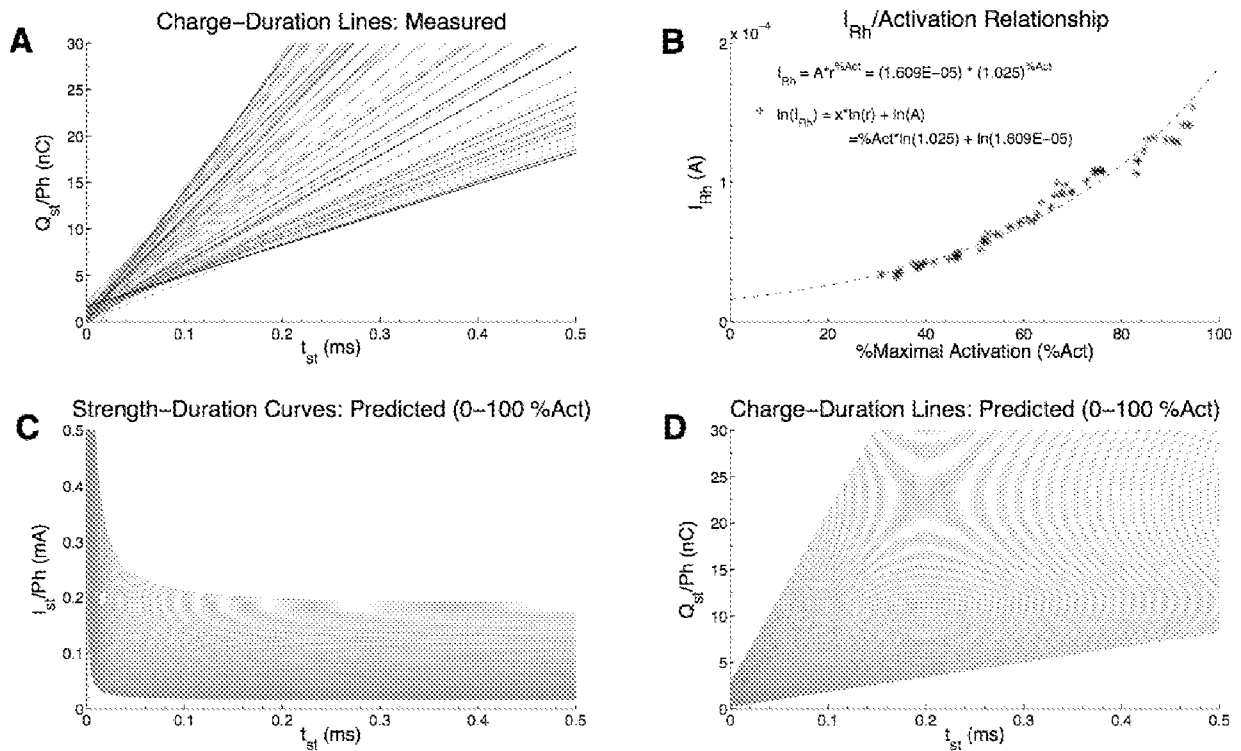 A
Charge–Duration Lines: Measured
30
25
20
15
10
5
0
Q_st/Ph (nC)
0 0.1 0.2 0.3 0.4 0.5
t_st (ms)
B
I_Rh/Activation Relationship
x 10^-4
2
1
0
I_Rh (A)
I_Rh = A*r^%Act = (1.609E-05) * (1.025)^%Act
ln(I_Rh) = x*ln(r) + ln(A)
=%Act*ln(1.025) + ln(1.609E-05)
0 20 40 60 80 100
%Maximal Activation (%Act)
C
Strength–Duration Curves: Predicted (0–100 %Act)
0.5
0.4
0.3
0.2
0.1
0
I_st/Ph (mA)
0 0.1 0.2 0.3 0.4 0.5
t_st (ms)
D
Charge–Duration Lines: Predicted (0–100 %Act)
30
25
20
15
10
5
0
Q_st/Ph (nC)
0 0.1 0.2 0.3 0.4 0.5
t_st (ms)